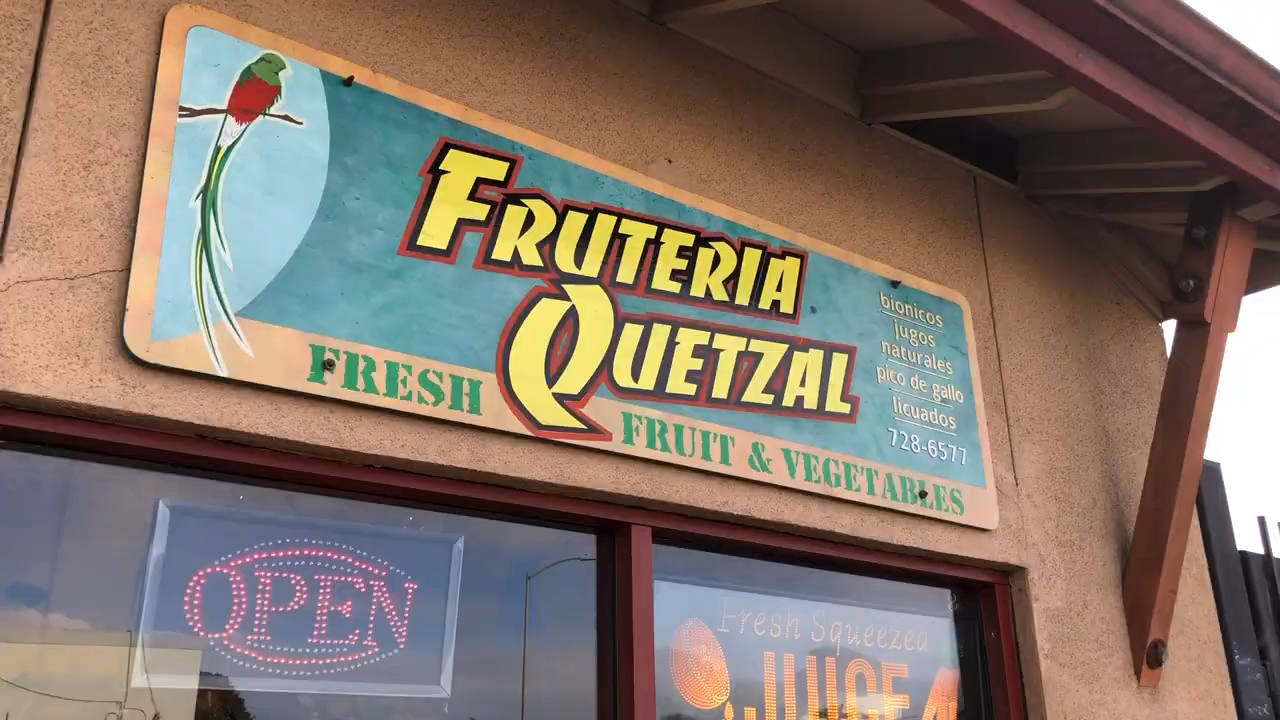 FRUTERIA
QUETZAL
FRESH FRUIT & VEGETABLES
bionicos
jugos
naturales
pico de gallo
licuados
728-6577
OPEN
Fresh Squeezed
JUICE